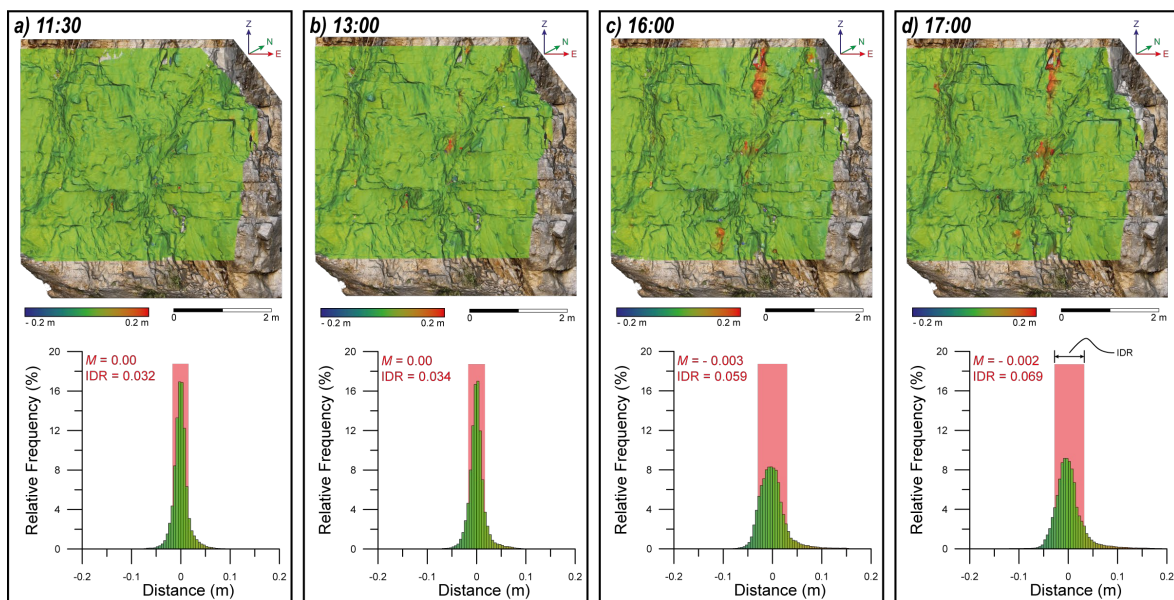 a) 11:30
Z
N
E
- 0.2 m
0.2 m
0
2 m
M = 0.00
IDR = 0.032
Relative Frequency (%)
20
16
12
8
4
0
-0.2
-0.1
0
0.1
0.2
Distance (m)
b) 13:00
Z
N
E
- 0.2 m
0.2 m
0
2 m
M = 0.00
IDR = 0.034
Relative Frequency (%)
20
16
12
8
4
0
-0.2
-0.1
0
0.1
0.2
Distance (m)
c) 16:00
Z
N
E
- 0.2 m
0.2 m
0
2 m
M = - 0.003
IDR = 0.059
Relative Frequency (%)
20
16
12
8
4
0
-0.2
-0.1
0
0.1
0.2
Distance (m)
d) 17:00
Z
N
E
- 0.2 m
0.2 m
0
2 m
M = - 0.002
IDR = 0.069
IDR
Relative Frequency (%)
20
16
12
8
4
0
-0.2
-0.1
0
0.1
0.2
Distance (m)